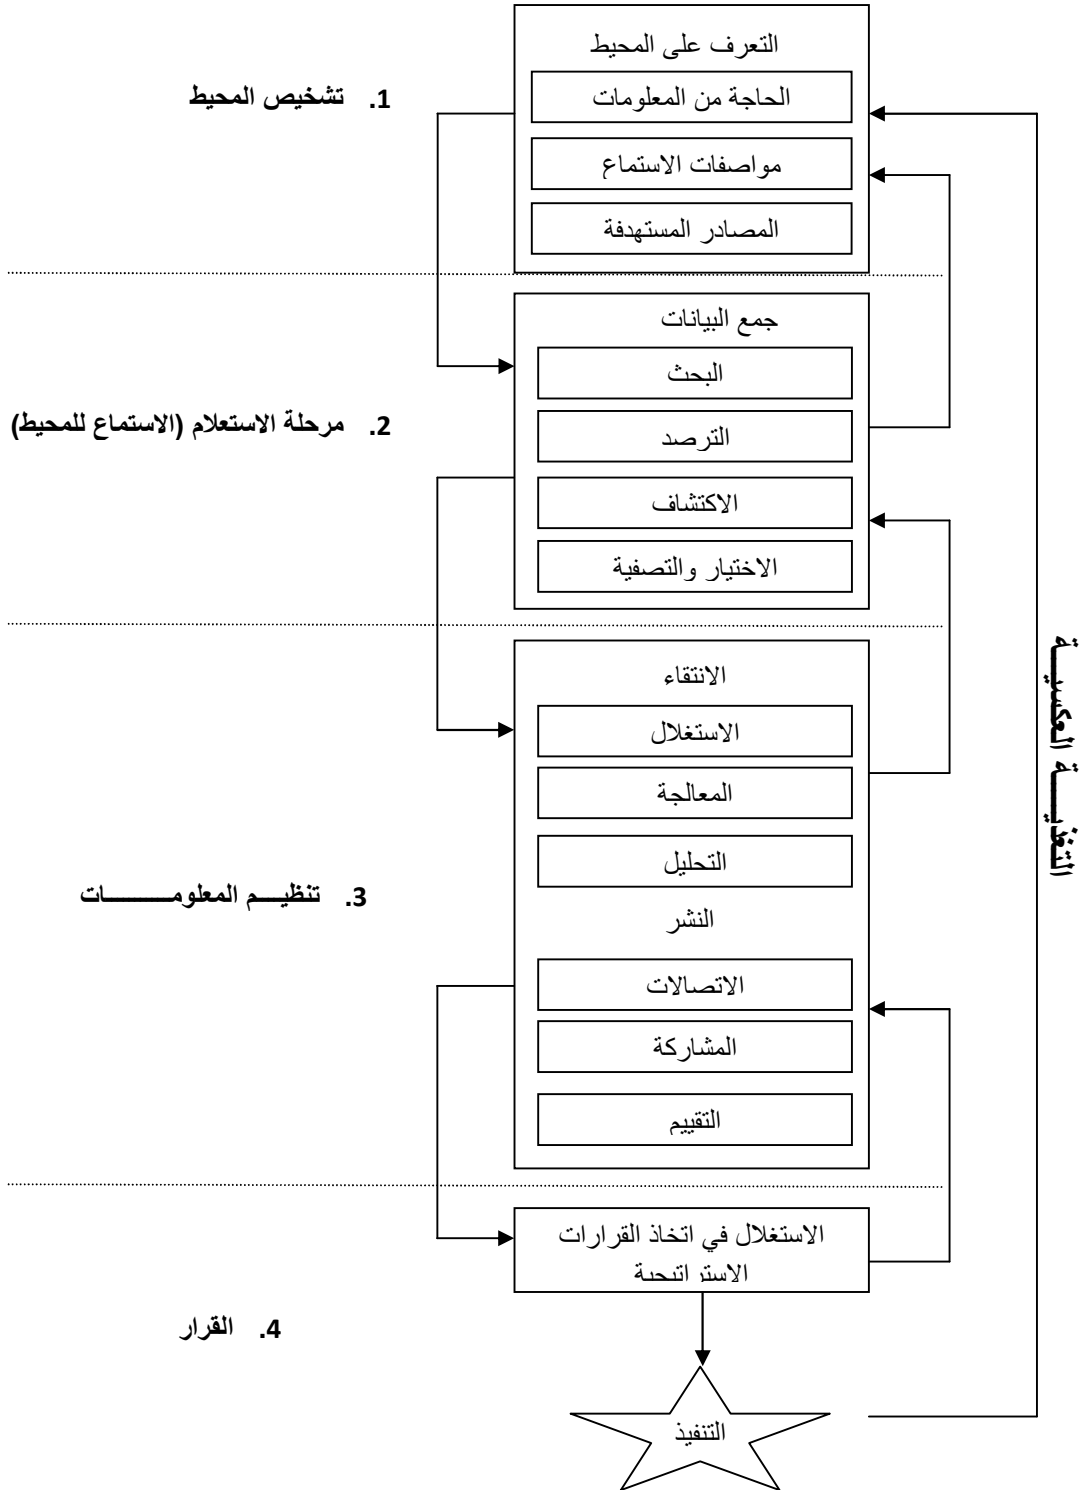 التعرف على المحيط
1. تشخيص المحيط
الحاجة من المعلومات
مواصفات الاستماع
المصادر المستهدفة
جمع البيانات
البحث
2. مرحلة الاستعلام (الاستماع للمحيط)
الترصد
الاكتشاف
الاختيار والتصفية
الانتقاء
الاستغلال
المعالجة
التحليل
3. تنظيـــم المعلومـــــــــات
النشر
الاتصالات
المشاركة
التقييم
الاستغلال في اتخاذ القرارات
الاستراتيجية
4. القرار
التنفيذ
التغذيــــة العكسيــــة